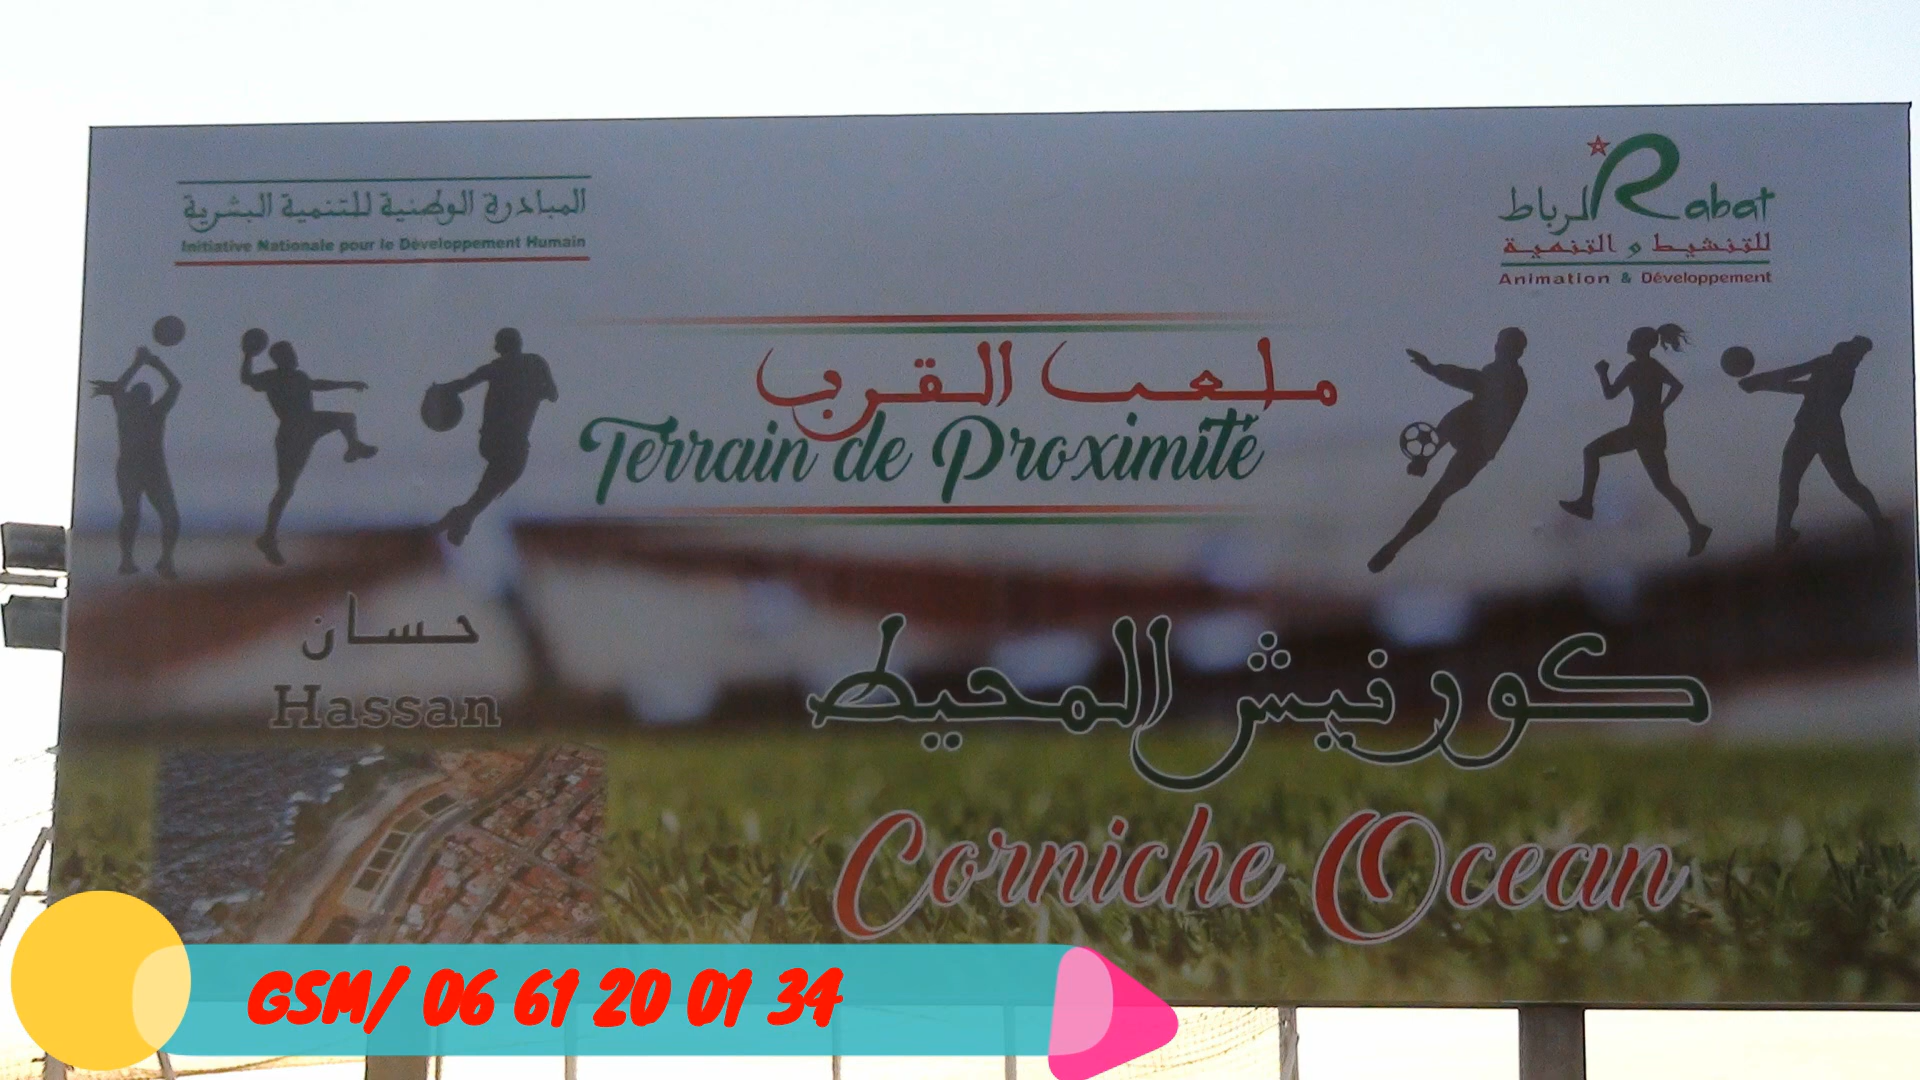 المبادرة الوطنية للتنمية البشرية
Initiative Nationale pour le Développement Humain
الرباط Rabat
للتنشيط و التنمية
Animation & Développement
ملعب القرب
Terrain de Proximité
حسان
Hassan
كورنيش المحيط
Corniche Ocean
GSM/ 06 61 20 01 34